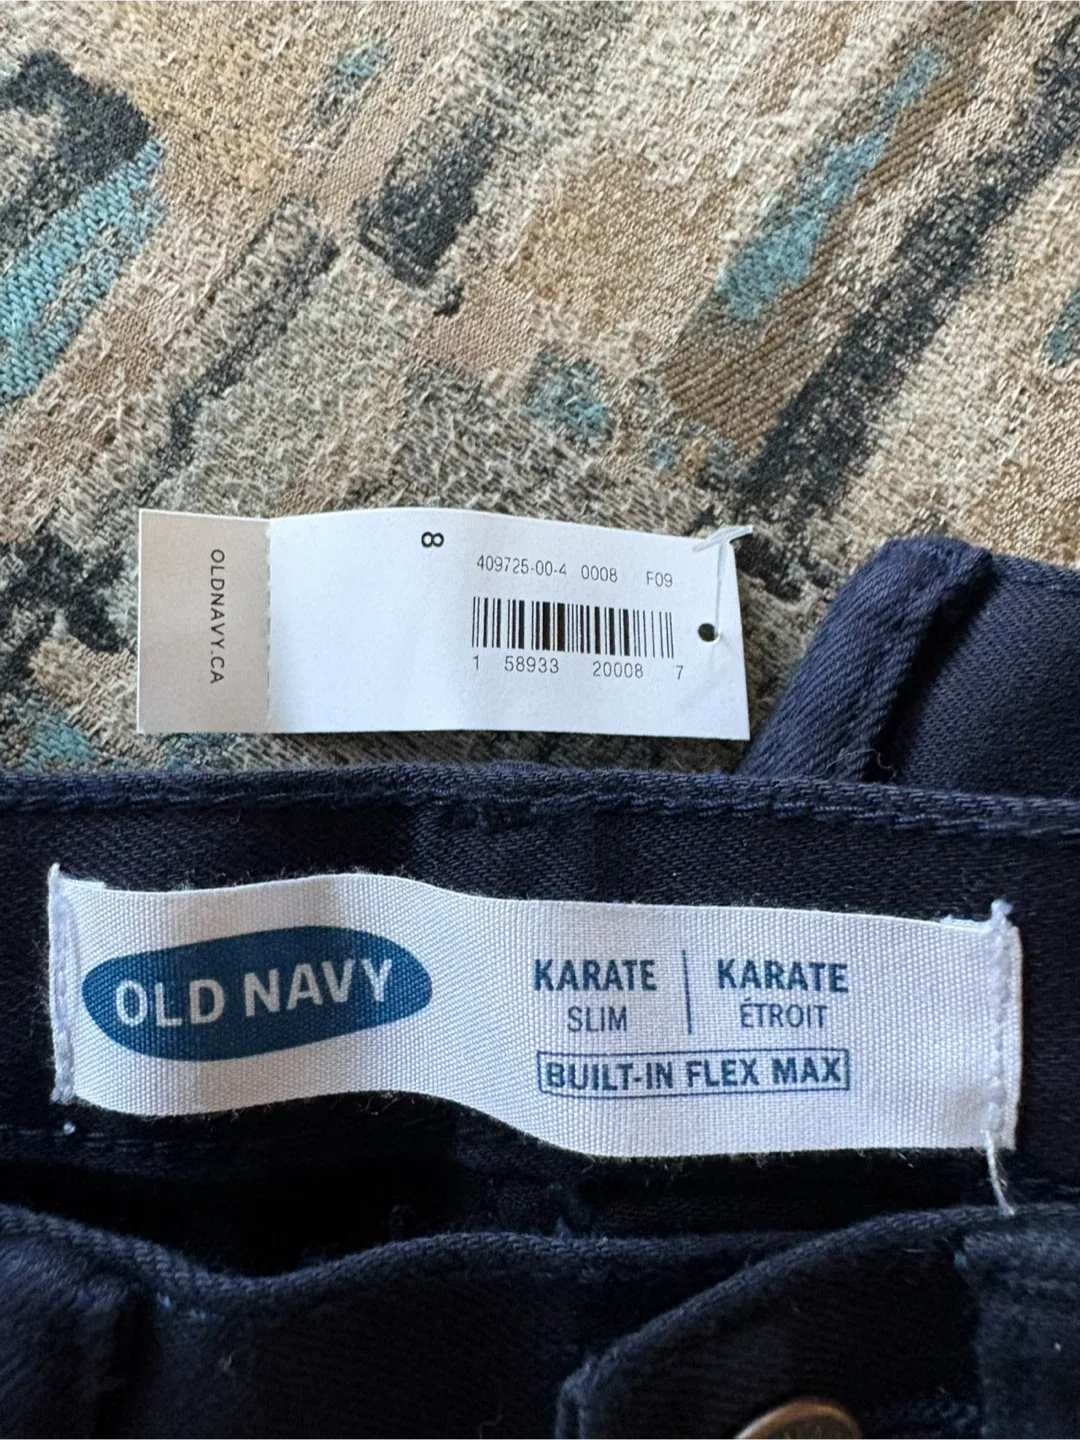 OLDNAVY.CA
8
409725-00-4 0008 F09
1 58933 20008 7
OLD NAVY
KARATE | KARATE
SLIM | ÉTROIT
BUILT-IN FLEX MAX